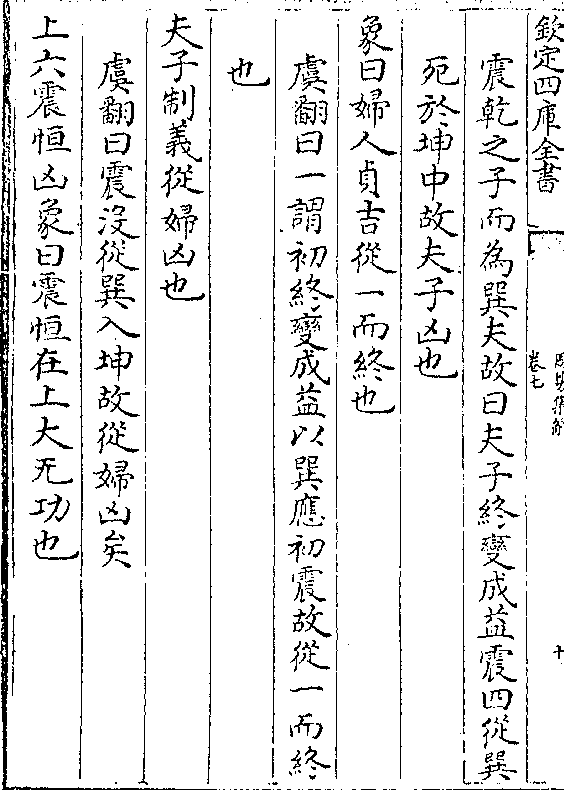 欽定四庫全書
周易集解
卷七
十
震乾之子而為巽夫故曰夫子終變成益震四從巽
死於坤中故夫子凶也
象曰婦人貞吉從一而終也
虞翻曰一謂初終變成益以巽應初震故從一而終
也
夫子制義從婦凶也
虞翻曰震沒從巽入坤故從婦凶矣
上六震恒凶象曰震恒在上大无功也